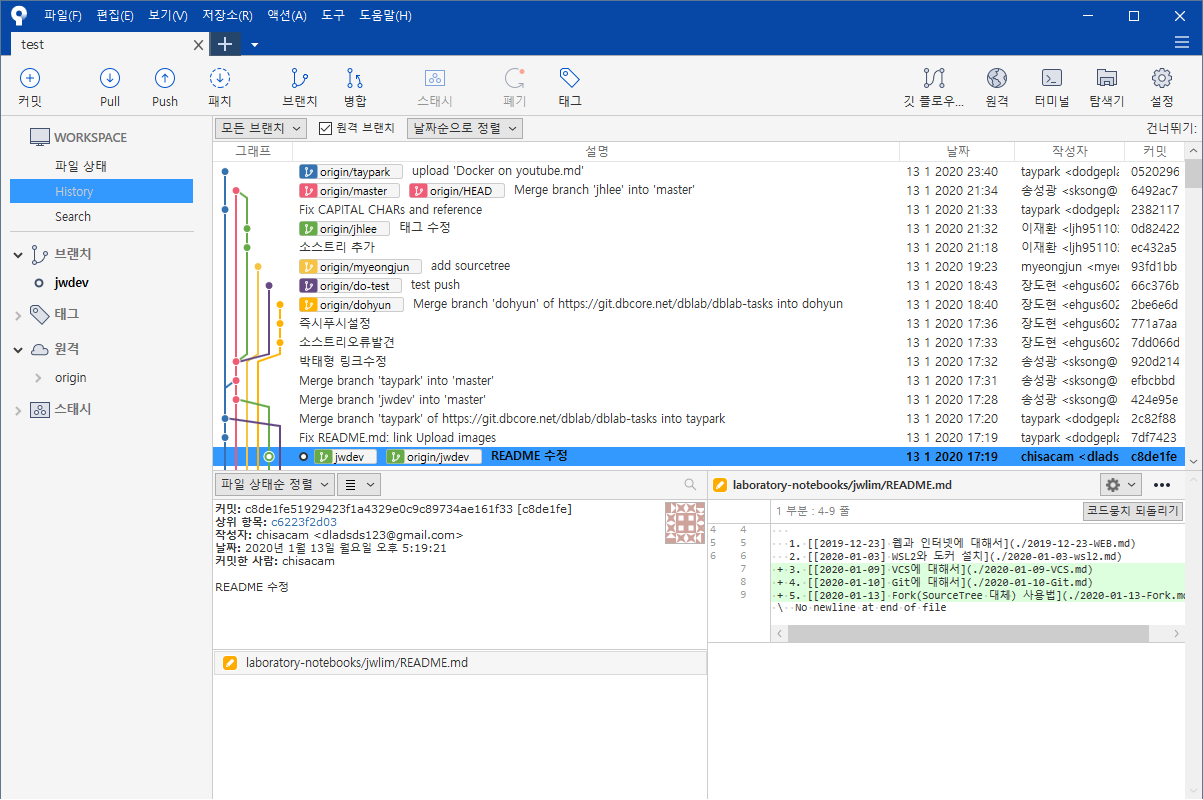 파일(F) 편집(E) 보기(V) 저장소(R) 액션(A) 도구 도움말(H)
test
커밋 Pull Push 패치 브랜치 병합 스태시 폐기 태그 깃 플로우... 원격 터미널 탐색기 설정
모든 브랜치 원격 브랜치 날짜순으로 정렬 건너뛰기:
WORKSPACE
파일 상태
History
Search
브랜치
jwdev
태그
원격
origin
스태시
그래프 설명 날짜 작성자 커밋
origin/taypark upload 'Docker on youtube.md' 13 1 2020 23:40 taypark <dodgepla 0520296
origin/master origin/HEAD Merge branch 'jhlee' into 'master' 13 1 2020 21:34 송성광 <sksong@ 6492ac7
Fix CAPITAL CHARs and reference 13 1 2020 21:33 taypark <dodgepla 2382117
origin/jhlee 태그 수정 13 1 2020 21:32 이재환 <ljh951103 0d82422
소스트리 추가 13 1 2020 21:18 이재환 <ljh951103 ec432a5
origin/myeongjun add sourcetree 13 1 2020 19:23 myeongjun <mye 93fd1bb
origin/do-test test push 13 1 2020 18:43 장도현 <ehgus602 66c376b
origin/dohyun Merge branch 'dohyun' of https://git.dbcore.net/dblab/dblab-tasks into dohyun 13 1 2020 18:40 장도현 <ehgus602 2be6e6d
즉시푸시설정 13 1 2020 17:36 장도현 <ehgus602 771a7aa
소스트리오류발견 13 1 2020 17:33 장도현 <ehgus602 7dd066d
박태형 링크수정 13 1 2020 17:32 송성광 <sksong@ 920d214
Merge branch 'taypark' into 'master' 13 1 2020 17:31 송성광 <sksong@ efbcbbd
Merge branch 'jwdev' into 'master' 13 1 2020 17:28 송성광 <sksong@ 424e95e
Merge branch 'taypark' of https://git.dbcore.net/dblab/dblab-tasks into taypark 13 1 2020 17:20 taypark <dodgepla 2c82f88
Fix README.md: link Upload images 13 1 2020 17:19 taypark <dodgepla 7df7423
jwdev origin/jwdev README 수정 13 1 2020 17:19 chisacam <dlads c8de1fe
파일 상태순 정렬
커밋: c8de1fe51929423f1a4329e0c9c89734ae161f33 [c8de1fe]
상위 항목: c6223f2d03
작성자: chisacam <dladsds123@gmail.com>
날짜: 2020년 1월 13일 월요일 오후 5:19:21
커밋한 사람: chisacam
README 수정
laboratory-notebooks/jwlim/README.md
laboratory-notebooks/jwlim/README.md
1 부분 : 4-9 줄 코드뭉치 되돌리기
4 4
5 5 1. [[2019-12-23] 웹과 인터넷에 대해서](./2019-12-23-WEB.md)
6 6 2. [[2020-01-03] WSL2와 도커 설치](./2020-01-03-wsl2.md)
7 + 3. [[2020-01-09] VCS에 대해서](./2020-01-09-VCS.md)
8 + 4. [[2020-01-10] Git에 대해서](./2020-01-10-Git.md)
9 + 5. [[2020-01-13] Fork(SourceTree 대체) 사용법](./2020-01-13-Fork.md
\ No newline at end of file